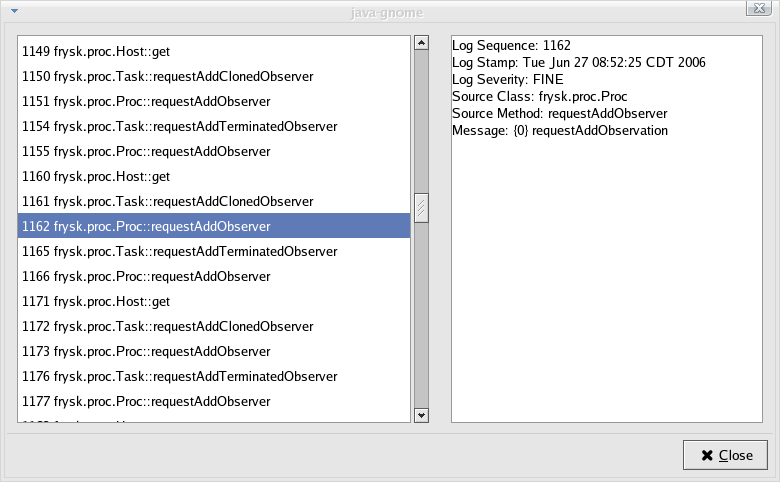 java-gnome
1149 frysk.proc.Host::get
1150 frysk.proc.Task::requestAddClonedObserver
1151 frysk.proc.Proc::requestAddObserver
1154 frysk.proc.Task::requestAddTerminatedObserver
1155 frysk.proc.Proc::requestAddObserver
1160 frysk.proc.Host::get
1161 frysk.proc.Task::requestAddClonedObserver
1162 frysk.proc.Proc::requestAddObserver
1165 frysk.proc.Task::requestAddTerminatedObserver
1166 frysk.proc.Proc::requestAddObserver
1171 frysk.proc.Host::get
1172 frysk.proc.Task::requestAddClonedObserver
1173 frysk.proc.Proc::requestAddObserver
1176 frysk.proc.Task::requestAddTerminatedObserver
1177 frysk.proc.Proc::requestAddObserver
Log Sequence: 1162
Log Stamp: Tue Jun 27 08:52:25 CDT 2006
Log Severity: FINE
Source Class: frysk.proc.Proc
Source Method: requestAddObserver
Message: {0} requestAddObservation
Close